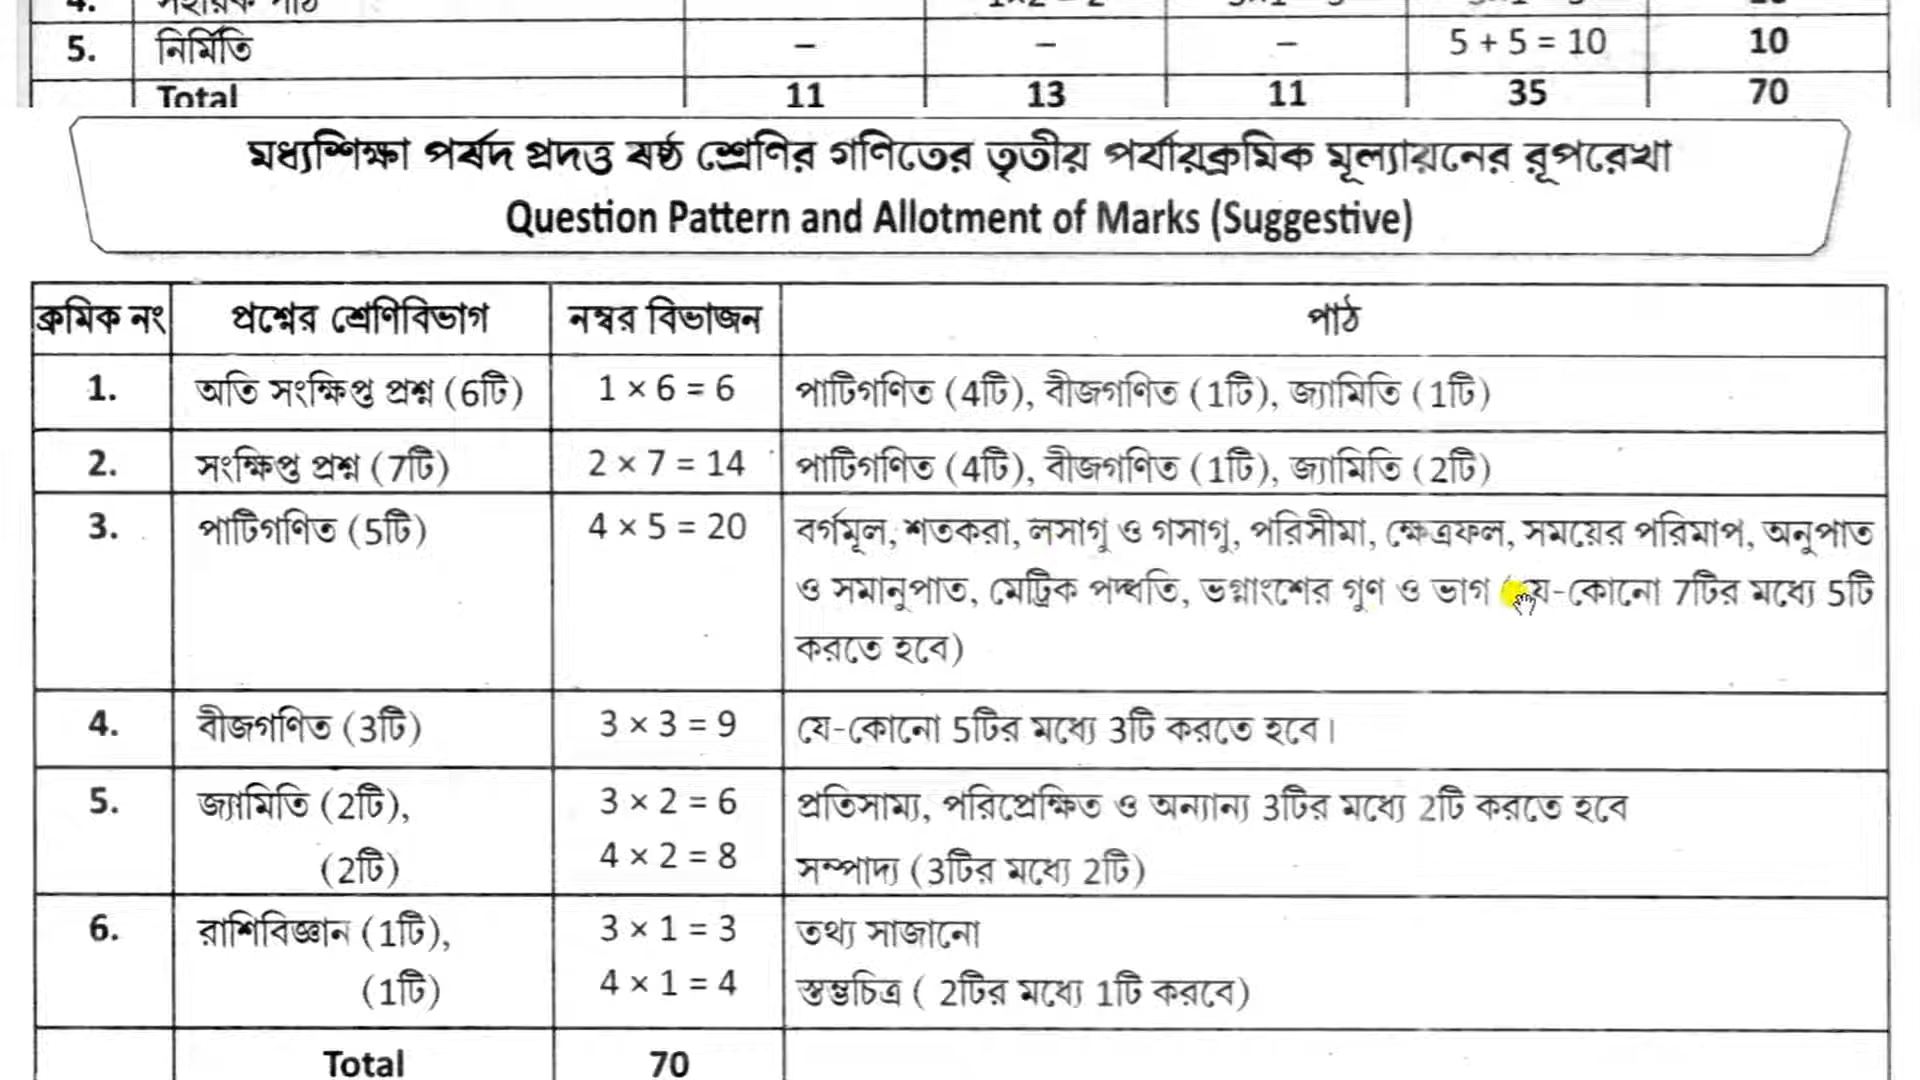 4. সহায়ক পাঠ
5. নির্মিতি – – – 5 + 5 = 10 10
Total 11 13 11 35 70
মধ্যশিক্ষা পর্ষদ প্রদত্ত ষষ্ঠ শ্রেণির গণিতের তৃতীয় পর্যায়ক্রমিক মূল্যায়নের রূপরেখা
Question Pattern and Allotment of Marks (Suggestive)
ক্রমিক নং প্রশ্নের শ্রেণিবিভাগ নম্বর বিভাজন পাঠ
1. অতি সংক্ষিপ্ত প্রশ্ন (6টি) 1 × 6 = 6 পাটিগণিত (4টি), বীজগণিত (1টি), জ্যামিতি (1টি)
2. সংক্ষিপ্ত প্রশ্ন (7টি) 2 × 7 = 14 পাটিগণিত (4টি), বীজগণিত (1টি), জ্যামিতি (2টি)
3. পাটিগণিত (5টি) 4 × 5 = 20 বর্গমূল, শতকরা, লসাগু ও গসাগু, পরিসীমা, ক্ষেত্রফল, সময়ের পরিমাপ, অনুপাত
ও সমানুপাত, মেট্রিক পদ্ধতি, ভগ্নাংশের গুণ ও ভাগ (যে-কোনো 7টির মধ্যে 5টি
করতে হবে)
4. বীজগণিত (3টি) 3 × 3 = 9 যে-কোনো 5টির মধ্যে 3টি করতে হবে।
5. জ্যামিতি (2টি), 3 × 2 = 6 প্রতিসাম্য, পরিপ্রেক্ষিত ও অন্যান্য 3টির মধ্যে 2টি করতে হবে
(2টি) 4 × 2 = 8 সম্পাদ্য (3টির মধ্যে 2টি)
6. রাশিবিজ্ঞান (1টি), 3 × 1 = 3 তথ্য সাজানো
(1টি) 4 × 1 = 4 স্তম্ভচিত্র ( 2টির মধ্যে 1টি করবে)
Total 70